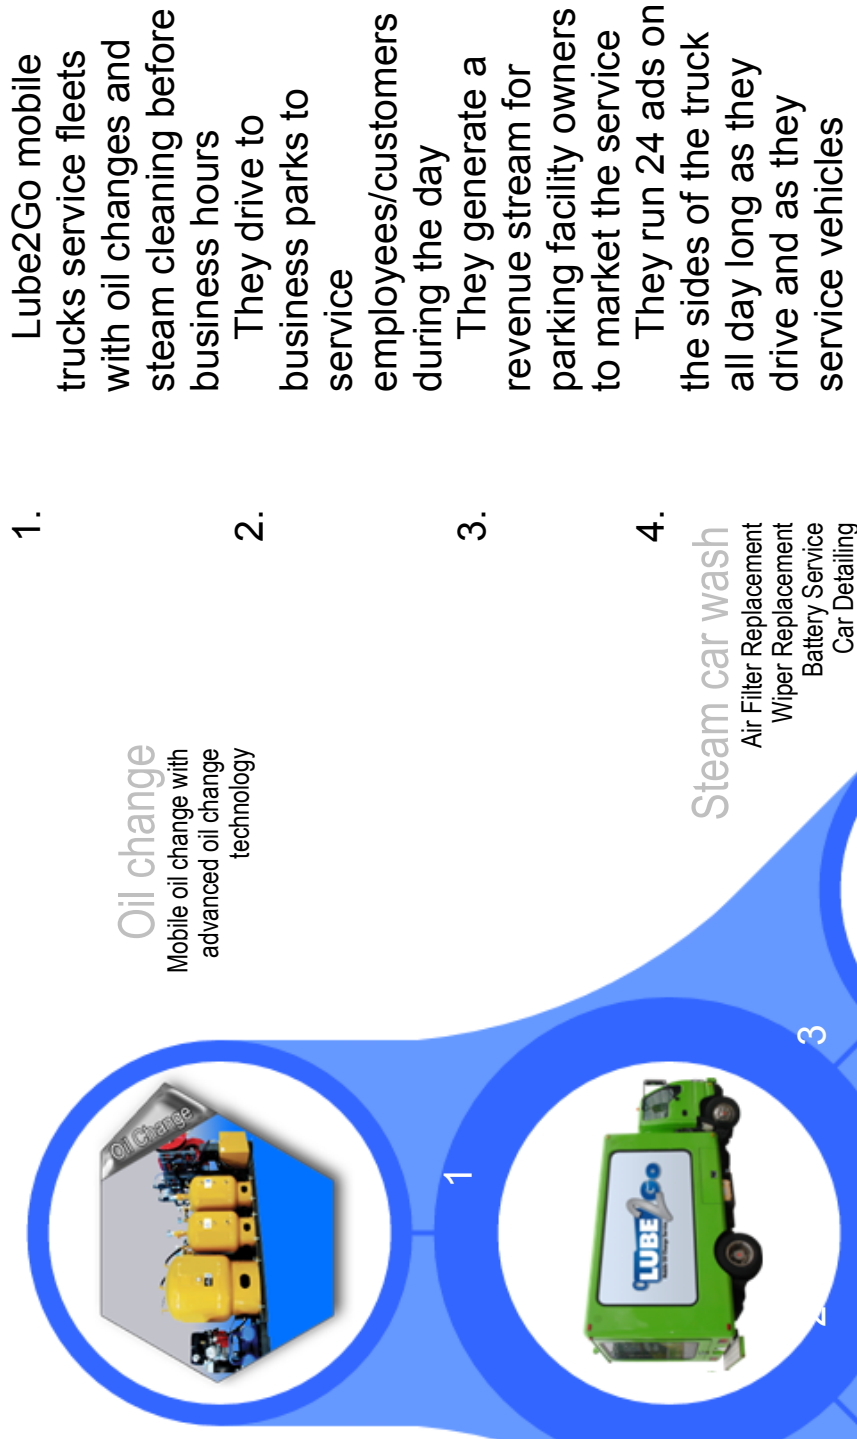 1. Lube2Go mobile
trucks service fleets
with oil changes and
steam cleaning before
business hours
2. They drive to
business parks to
service
employees/customers
during the day
3. They generate a
revenue stream for
parking facility owners
to market the service
4. They run 24 ads on
the sides of the truck
all day long as they
drive and as they
service vehicles
Oil change
Mobile oil change with
advanced oil change
technology
Steam car wash
Air Filter Replacement
Wiper Replacement
Battery Service
Car Detailing
Oil Change
1
3
2
LUBE2Go